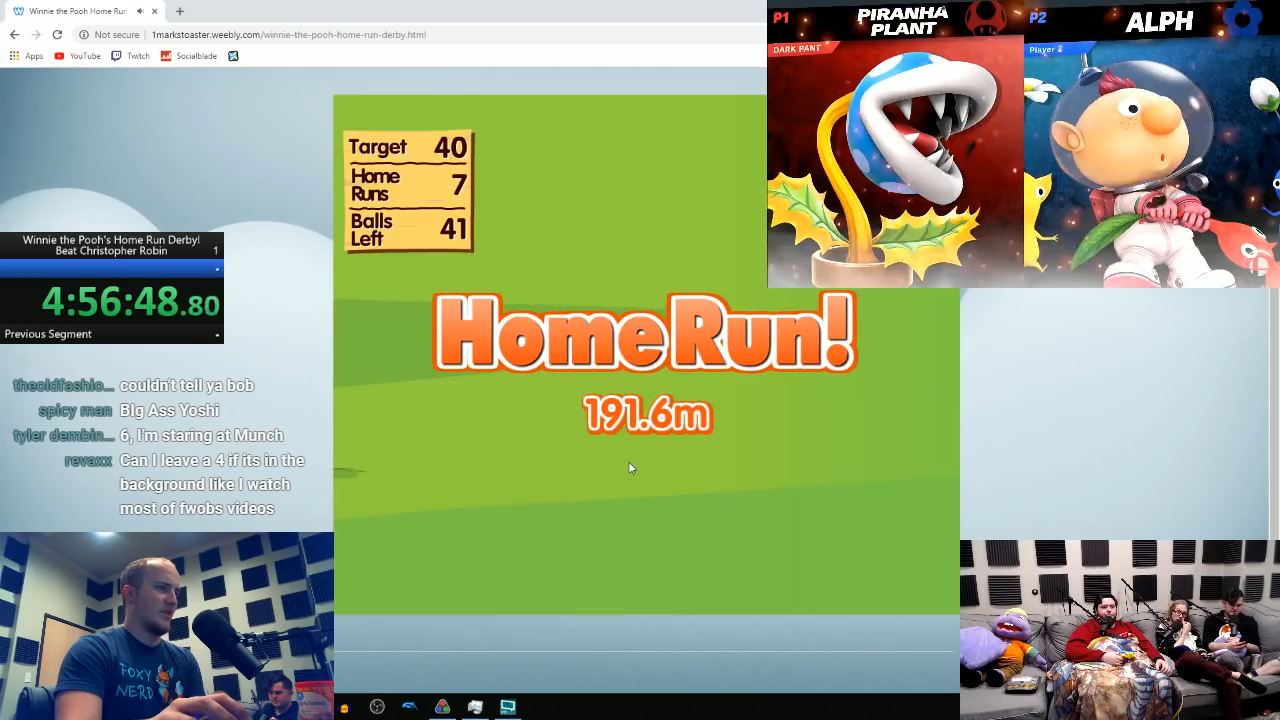 Winnie the Pooh Home Run
Not secure | 1marios2.weebly.com/winnie-the-pooh-home-run-derby.html
Apps YouTube Twitch Socialblade
P1 PIRANHA PLANT
DARK PANT
P2 ALPH
Player 2
Target 40
Home Runs 7
Balls Left 41
Winnie the Pooh's Home Run Derby!
Beat Christopher Robin 1
-
4:56:48.80
Previous Segment -
Home Run!
191.6m
theoldfashio... couldn't tell ya bob
spicy man BIg Ass Yoshi
tyler dembin... 6, I'm staring at Munch
revaxx Can I leave a 4 if its in the
background like I watch
most of fwobs videos
FOXY
NERD